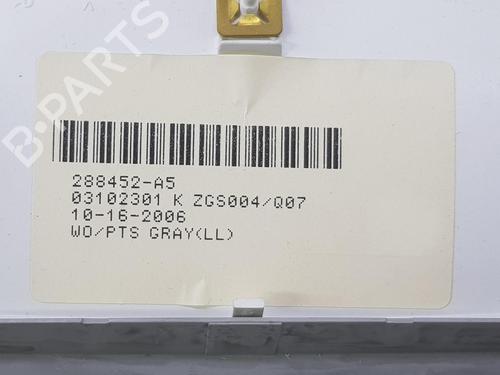 B-PARTS
288452-A5
03102301 K ZGS004/Q07
10-16-2006
WO/PTS GRAY(LL)